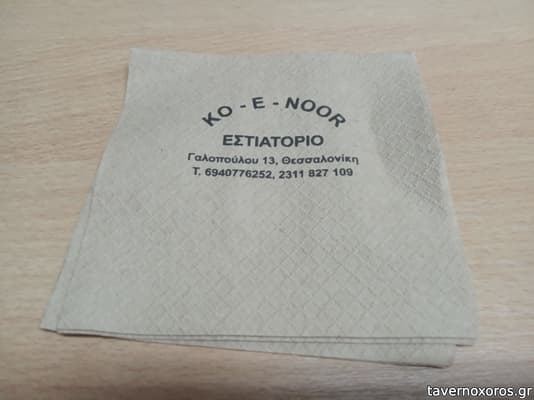 KO - E - NOOR
ΕΣΤΙΑΤΟΡΙΟ
Γαλοπούλου 13, Θεσσαλονίκη
Τ. 6940776252, 2311 827 109
tavernoxoros.gr